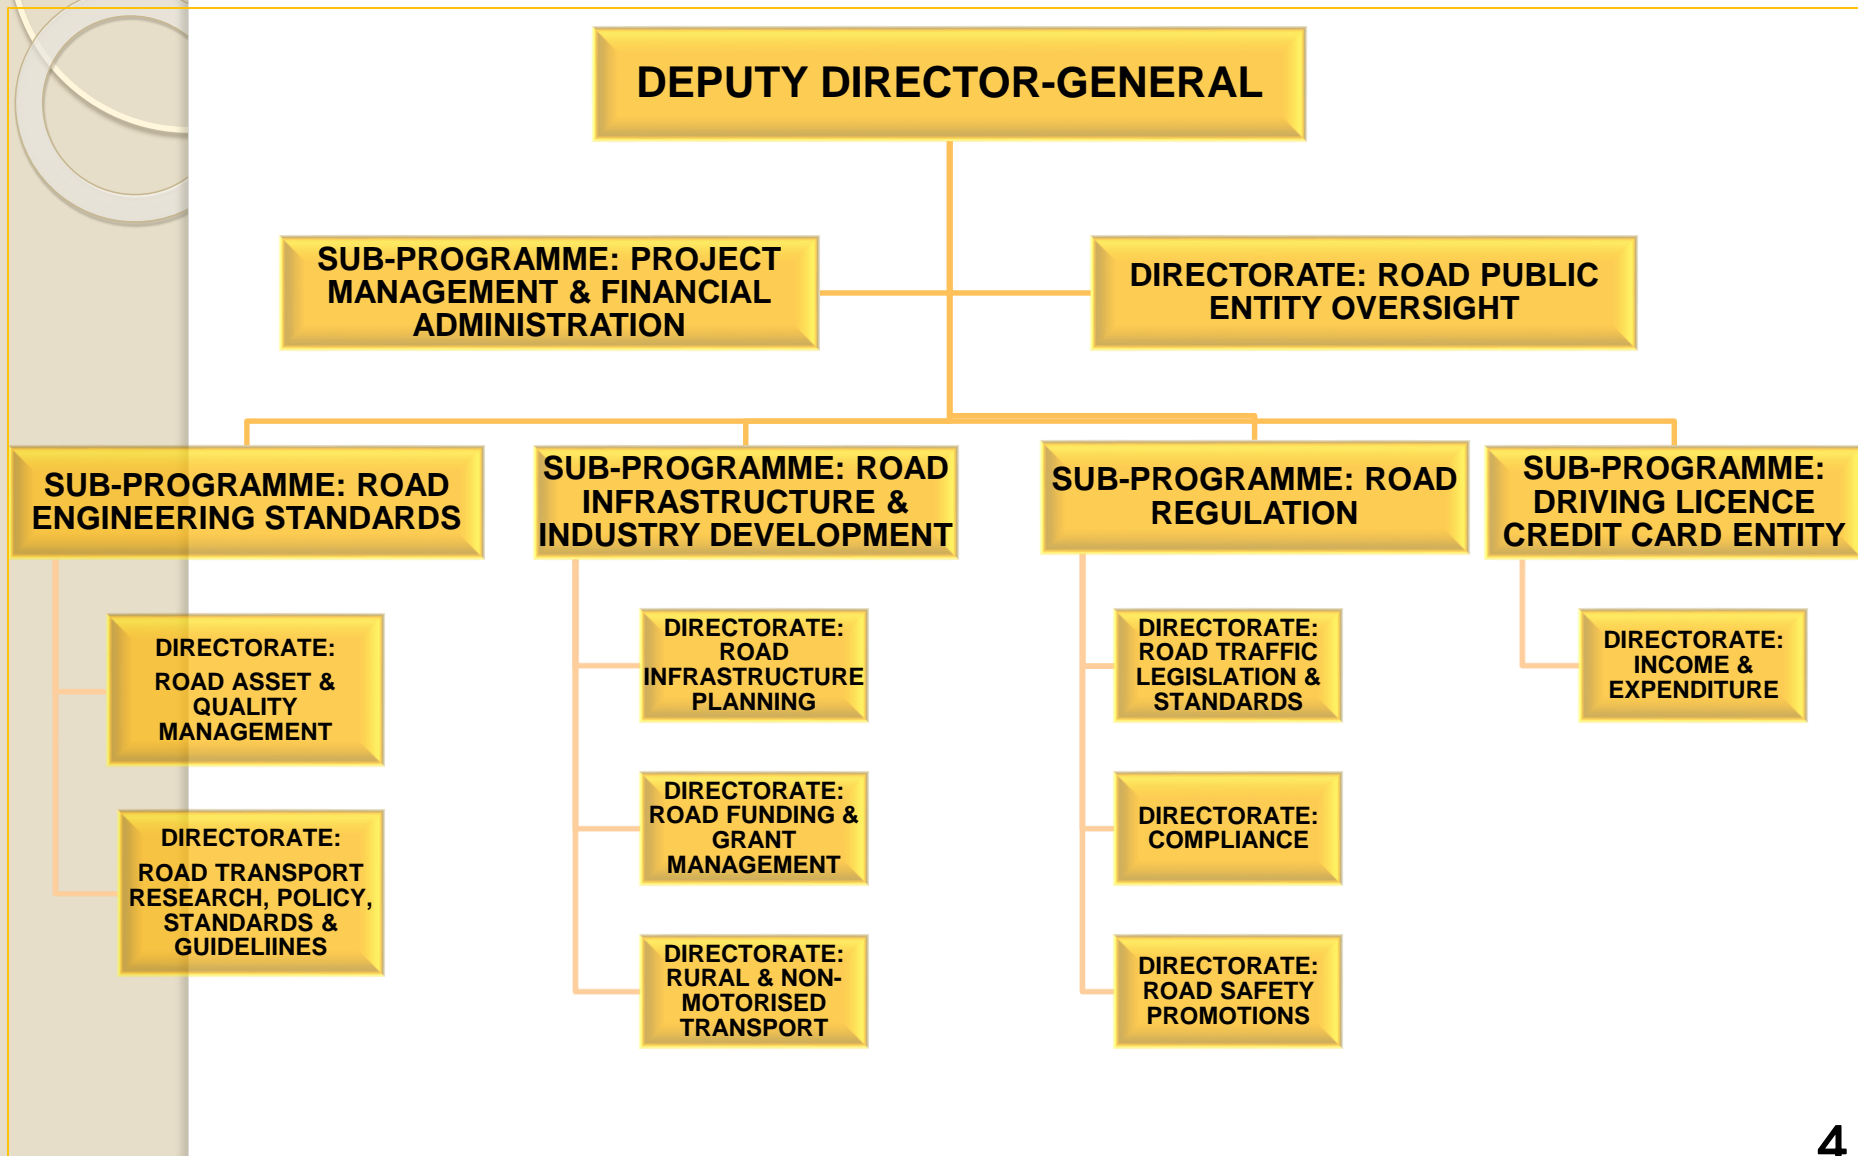 DEPUTY DIRECTOR-GENERAL
SUB-PROGRAMME: PROJECT
MANAGEMENT & FINANCIAL
ADMINISTRATION
DIRECTORATE: ROAD PUBLIC
ENTITY OVERSIGHT
SUB-PROGRAMME: ROAD
ENGINEERING STANDARDS
SUB-PROGRAMME: ROAD
INFRASTRUCTURE &
INDUSTRY DEVELOPMENT
SUB-PROGRAMME: ROAD
REGULATION
SUB-PROGRAMME:
DRIVING LICENCE
CREDIT CARD ENTITY
DIRECTORATE:
ROAD ASSET &
QUALITY
MANAGEMENT
DIRECTORATE:
ROAD TRANSPORT
RESEARCH, POLICY,
STANDARDS &
GUIDELIINES
DIRECTORATE:
ROAD
INFRASTRUCTURE
PLANNING
DIRECTORATE:
ROAD FUNDING &
GRANT
MANAGEMENT
DIRECTORATE:
RURAL & NON-
MOTORISED
TRANSPORT
DIRECTORATE:
ROAD TRAFFIC
LEGISLATION &
STANDARDS
DIRECTORATE:
COMPLIANCE
DIRECTORATE:
ROAD SAFETY
PROMOTIONS
DIRECTORATE:
INCOME &
EXPENDITURE
4